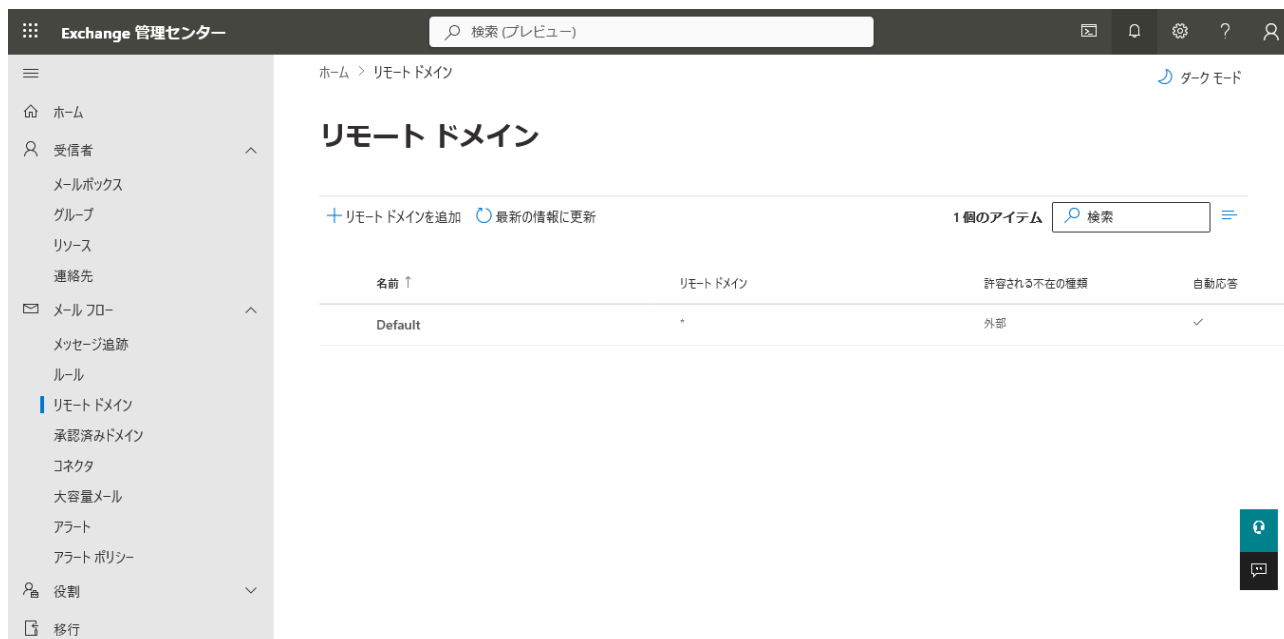 Exchange 管理センター
検索 (プレビュー)
?
ホーム > リモート ドメイン
ダーク モード
ホーム
受信者
メールボックス
グループ
リソース
連絡先
メール フロー
メッセージ追跡
ルール
リモート ドメイン
承認済みドメイン
コネクタ
大容量メール
アラート
アラート ポリシー
役割
移行
リモート ドメイン
リモート ドメインを追加 最新の情報に更新 1 個のアイテム 検索
名前 ↑ リモート ドメイン 許容される不在の種類 自動応答
Default * 外部 ✓